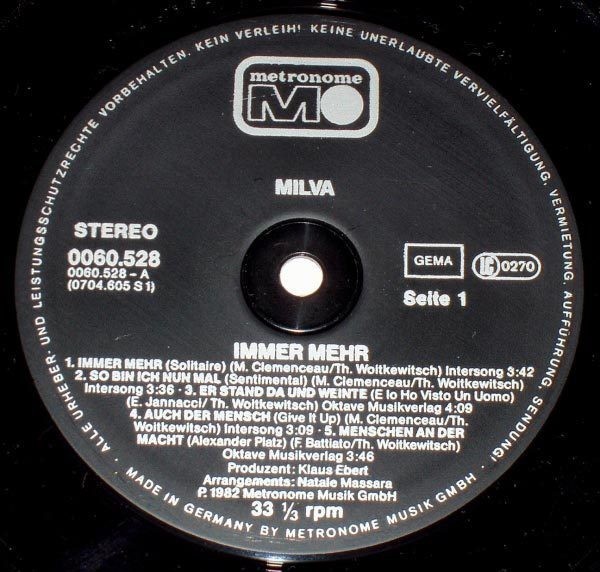 ALLE URHEBER- UND LEISTUNGSSCHUTZRECHTE VORBEHALTEN. KEIN VERLEIH! KEINE UNERLAUBTE VERVIELFÄLTIGUNG, VERMIETUNG, AUFFÜHRUNG, SENDUNG!
metronome
M
MILVA
STEREO
0060.528
0060.528 – A
(0704.605 S 1)
GEMA
LC 0270
Seite 1
IMMER MEHR
1. IMMER MEHR (Solitaire) (M. Clemenceau/Th. Woitkewitsch) Intersong 3:42
2. SO BIN ICH NUN MAL (Sentimental) (M. Clemenceau/Th. Woitkewitsch)
Intersong 3:36 · 3. ER STAND DA UND WEINTE (E Io Ho Visto Un Uomo)
(E. Jannacci/Th. Woitkewitsch) Oktave Musikverlag 4:09
4. AUCH DER MENSCH (Give It Up) (M. Clemenceau/Th.
Woitkewitsch) Intersong 3:09 · 5. MENSCHEN AN DER
MACHT (Alexander Platz) (F. Battiato/Th. Woitkewitsch)
Oktave Musikverlag 3:46
Produzent: Klaus Ebert
Arrangements: Natale Massara
P. 1982 Metronome Musik GmbH
33 ⅓ rpm
MADE IN GERMANY BY METRONOME MUSIK GMBH